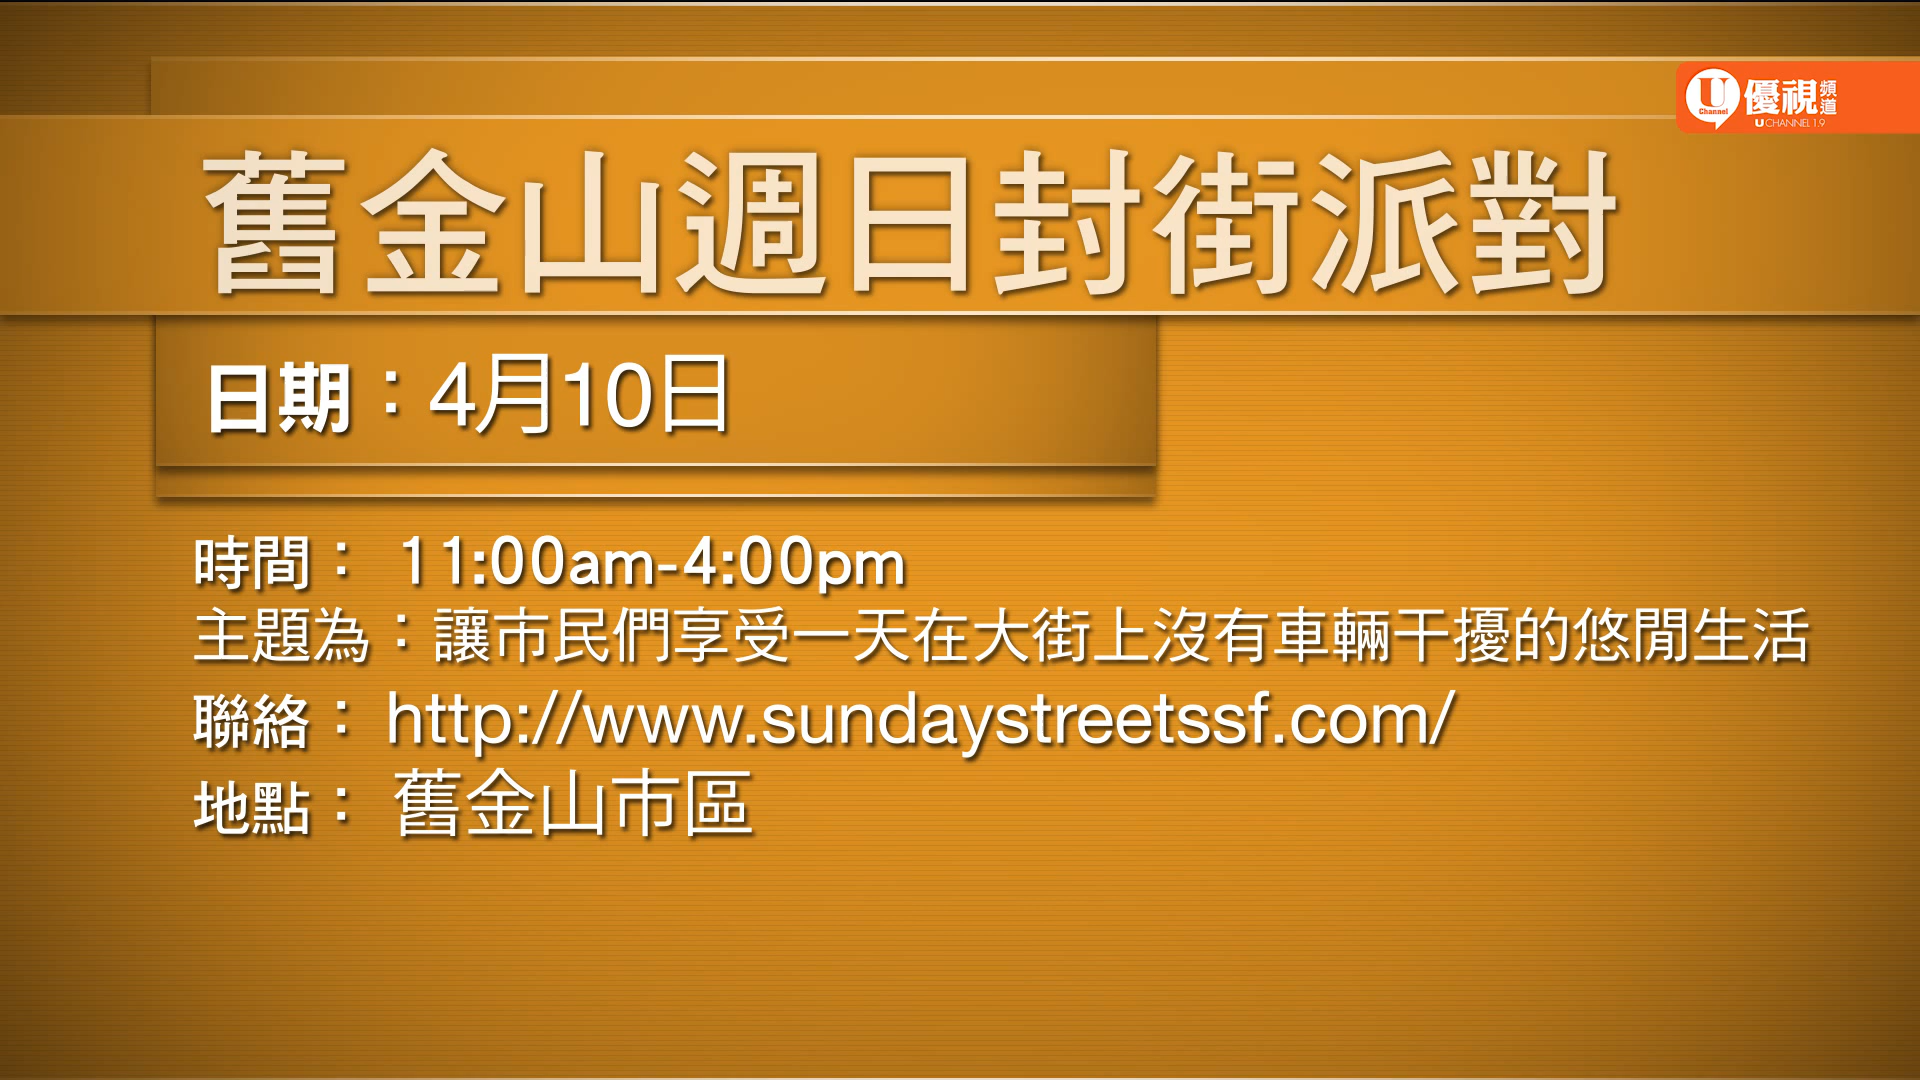 U Channel 優視頻道
U CHANNEL 1.9
舊金山週日封街派對
日期：4月10日
時間： 11:00am-4:00pm
主題為：讓市民們享受一天在大街上沒有車輛干擾的悠閒生活
聯絡： http://www.sundaystreetssf.com/
地點： 舊金山市區